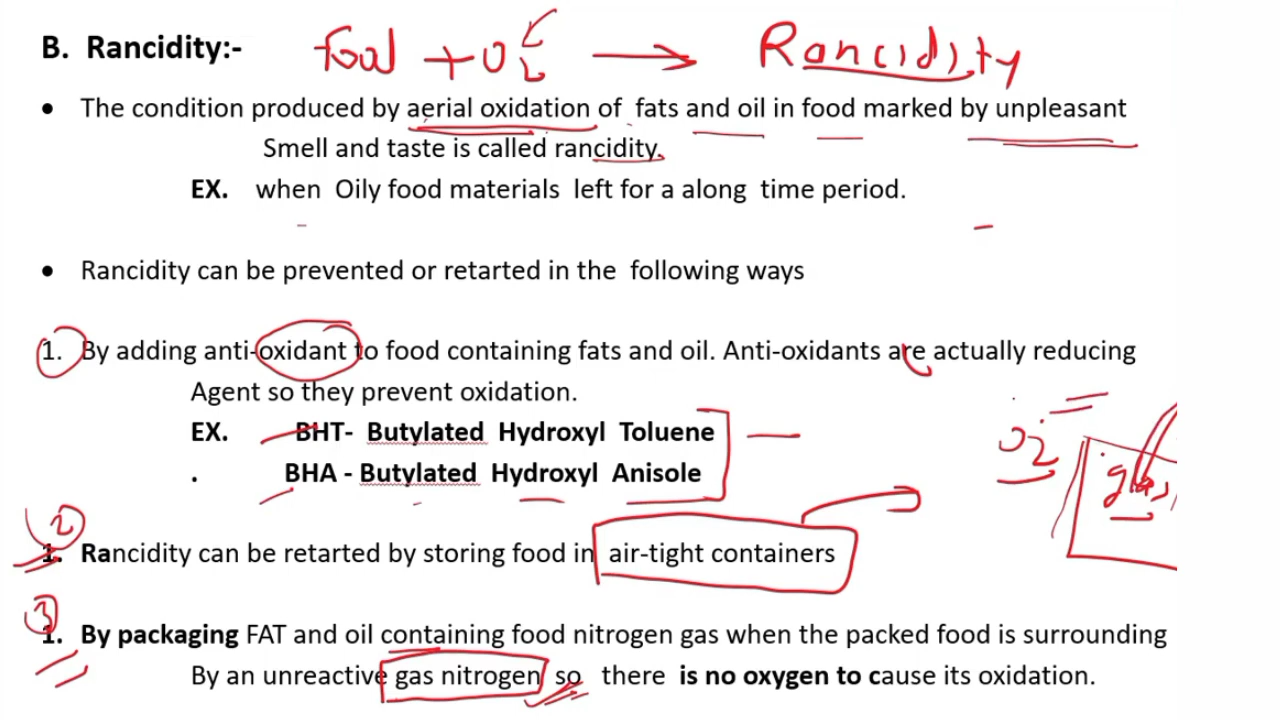 B. Rancidity:- food + O2 → Rancidity
• The condition produced by aerial oxidation of fats and oil in food marked by unpleasant
Smell and taste is called rancidity.
EX. when Oily food materials left for a along time period.
• Rancidity can be prevented or retarted in the following ways
1. By adding anti-oxidant to food containing fats and oil. Anti-oxidants are actually reducing
Agent so they prevent oxidation.
EX. BHT- Butylated Hydroxyl Toluene
. BHA - Butylated Hydroxyl Anisole
O2
2
1. Rancidity can be retarted by storing food in air-tight containers
3
1. By packaging FAT and oil containing food nitrogen gas when the packed food is surrounding
By an unreactive gas nitrogen so there is no oxygen to cause its oxidation.